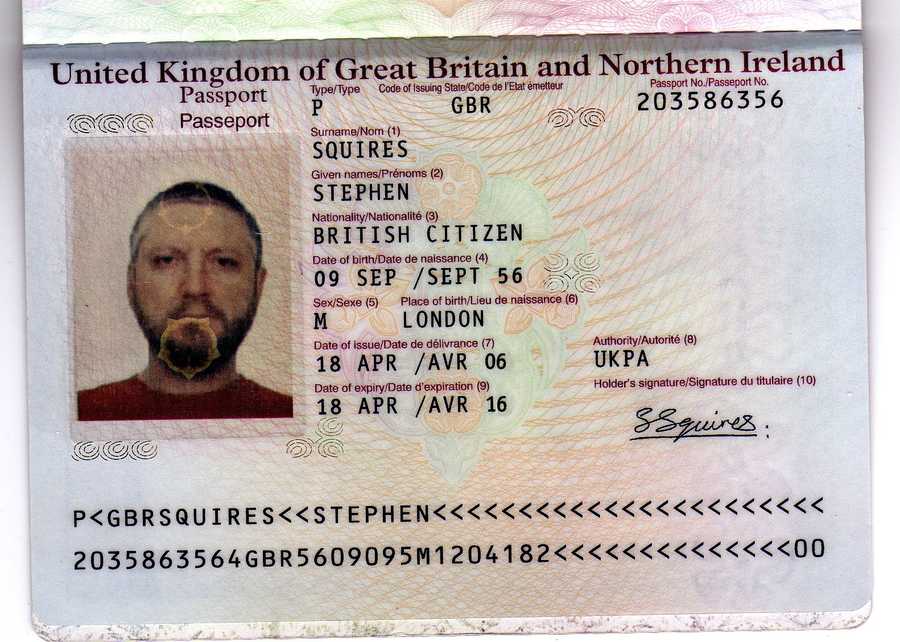 United Kingdom of Great Britain and Northern Ireland
Passport
Passeport
Type/Type Code of Issuing State/Code de l'Etat émetteur Passport No./Passeport No.
P GBR 203586356
Surname/Nom (1)
SQUIRES
Given names/Prénoms (2)
STEPHEN
Nationality/Nationalité (3)
BRITISH CITIZEN
Date of birth/Date de naissance (4)
09 SEP /SEPT 56
Sex/Sexe (5) Place of birth/Lieu de naissance (6)
M LONDON
Date of issue/Date de délivrance (7) Authority/Autorité (8)
18 APR /AVR 06 UKPA
Date of expiry/Date d'expiration (9) Holder's signature/Signature du titulaire (10)
18 APR /AVR 16 SSquires
P<GBRSQUIRES<<STEPHEN<<<<<<<<<<<<<<<<<<<<<<<
2035863564GBR5609095M1204182<<<<<<<<<<<<<<00